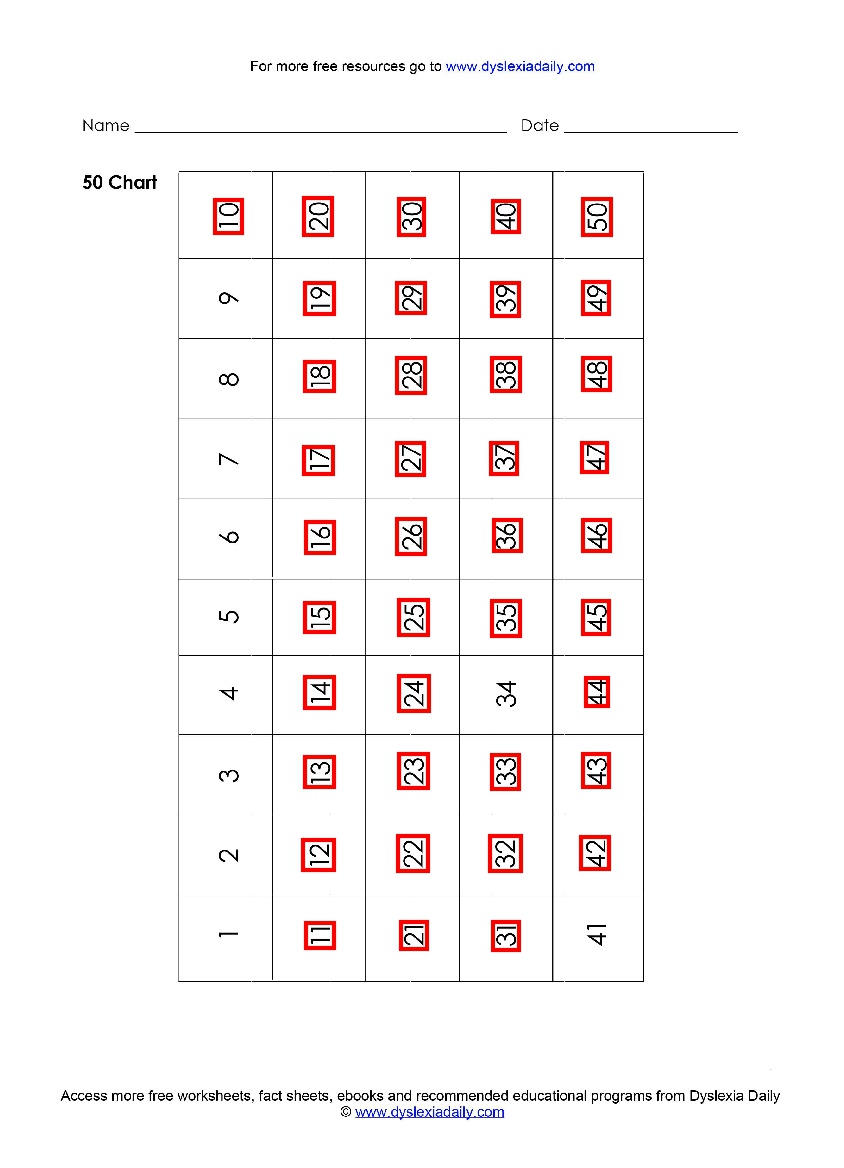 For more free resources go to www.dyslexiadaily.com
Name Date
50 Chart
10 20 30 40 50
9 19 29 39 49
8 18 28 38 48
7 17 27 37 47
6 16 26 36 46
5 15 25 35 45
4 14 24 34 44
3 13 23 33 43
2 12 22 32 42
1 11 21 31 41
Access more free worksheets, fact sheets, ebooks and recommended educational programs from Dyslexia Daily
© www.dyslexiadaily.com